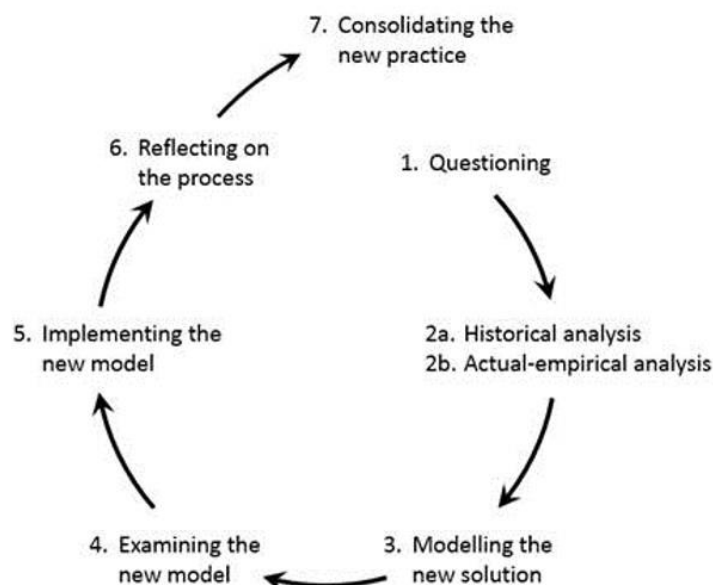 7. Consolidating the
new practice
6. Reflecting on
the process
1. Questioning
5. Implementing the
new model
2a. Historical analysis
2b. Actual-empirical analysis
4. Examining the
new model
3. Modelling the
new solution